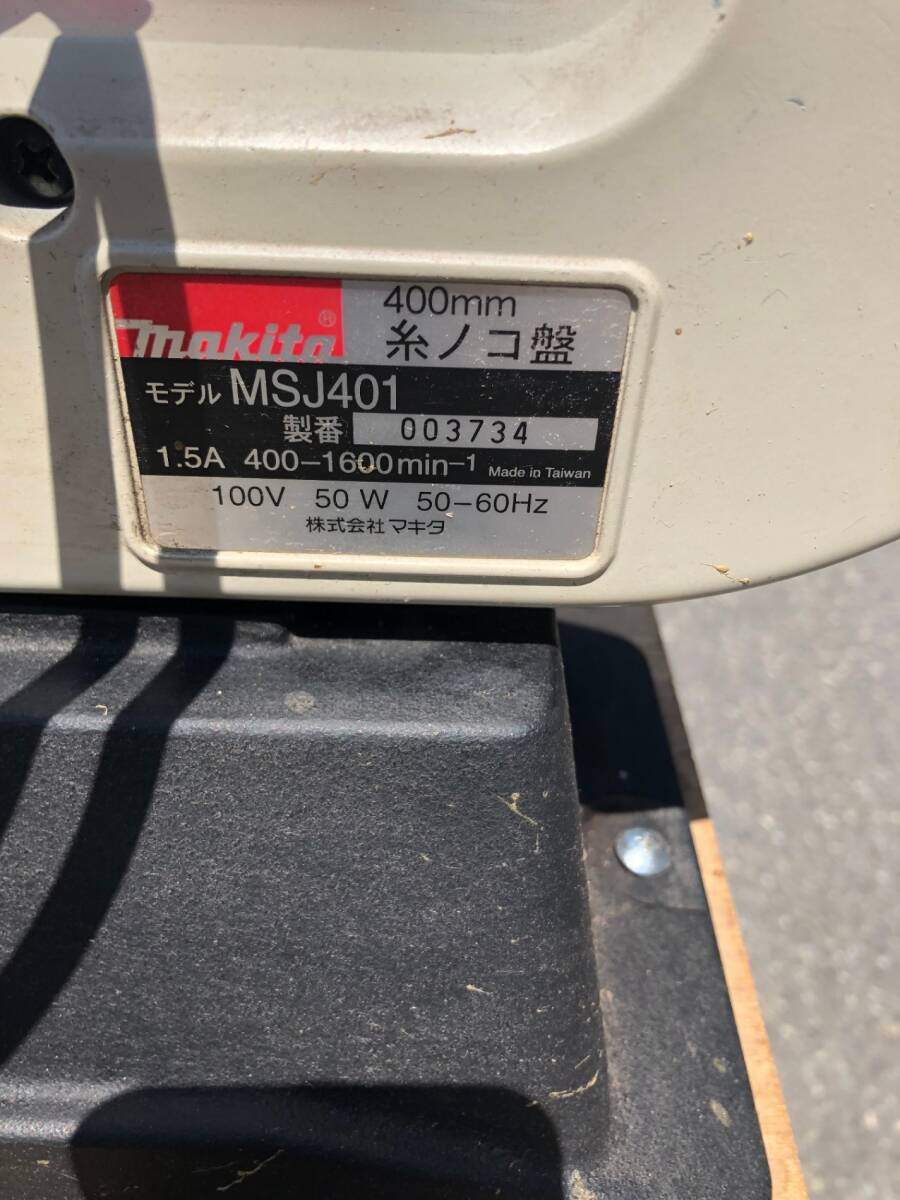 makita®
400mm
糸ノコ盤
モデル MSJ401
製番 003734
1.5A 400-1600min-1 Made in Taiwan
100V 50W 50-60Hz
株式会社マキタ